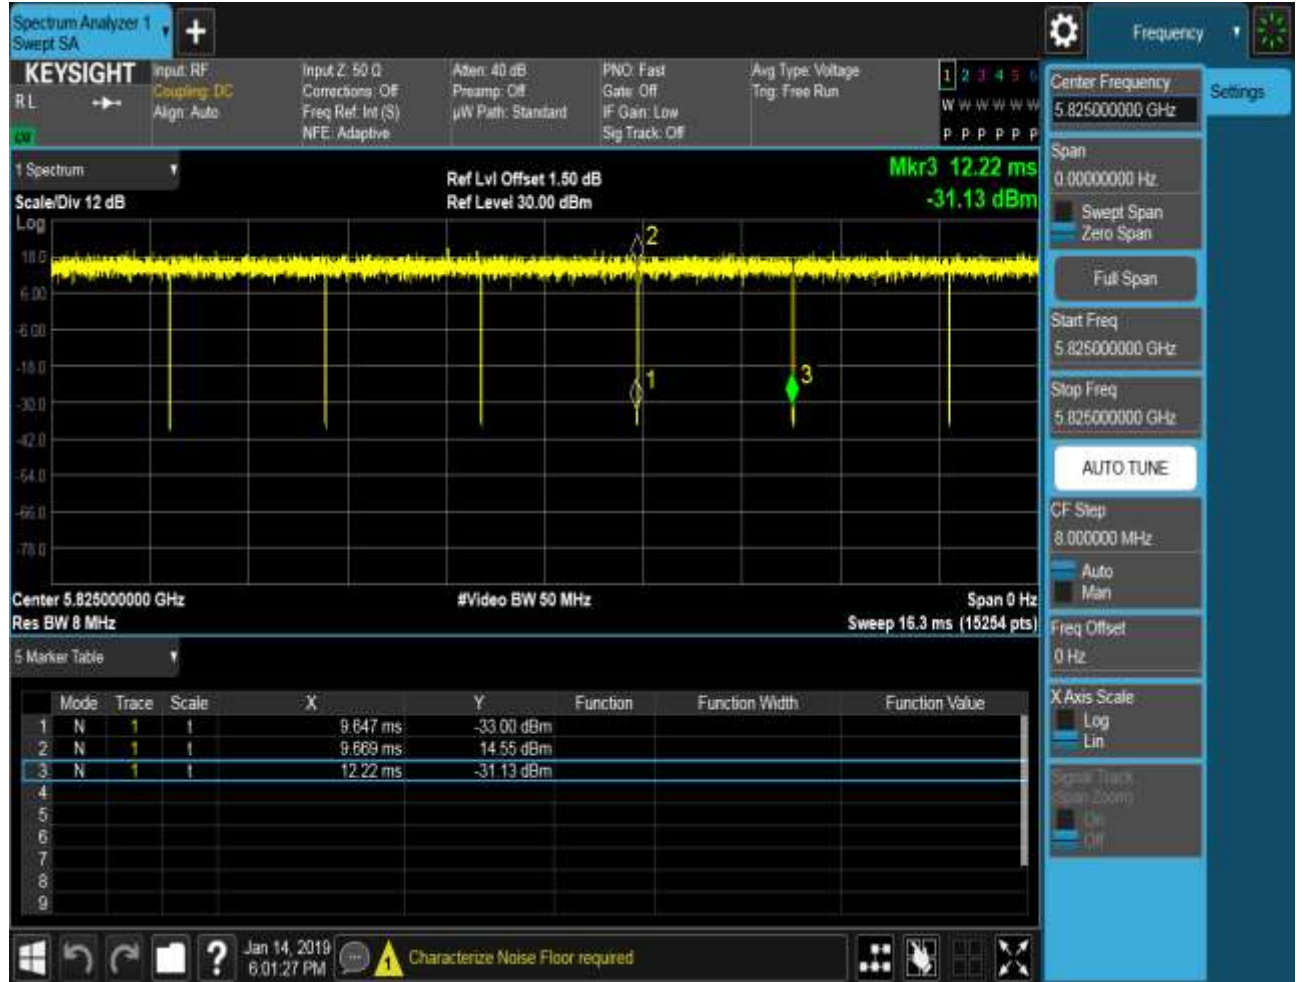 Spectrum Analyzer 1
Swept SA
+
Frequency
KEYSIGHT
RL
Input: RF
Coupling: DC
Align: Auto
Input Z: 50 Ω
Corrections: Off
Freq Ref: Int (S)
NFE: Adaptive
Atten: 40 dB
Preamp: Off
µW Path: Standard
PNO: Fast
Gate: Off
IF Gain: Low
Sig Track: Off
Avg Type: Voltage
Trig: Free Run
1 2 3 4 5 6
W W W W W W
P P P P P P
1 Spectrum
Scale/Div 12 dB
Ref Lvl Offset 1.50 dB
Ref Level 30.00 dBm
Mkr3 12.22 ms
-31.13 dBm
Log
18.0
6.00
-6.00
-18.0
-30.0
-42.0
-54.0
-66.0
-78.0
2
1
3
Center 5.825000000 GHz
Res BW 8 MHz
#Video BW 50 MHz
Span 0 Hz
Sweep 16.3 ms (15254 pts)
5 Marker Table
Mode Trace Scale X Y Function Function Width Function Value
1 N 1 t 9.647 ms -33.00 dBm
2 N 1 t 9.669 ms 14.55 dBm
3 N 1 t 12.22 ms -31.13 dBm
4
5
6
7
8
9
Jan 14, 2019
6:01:27 PM
1
Characterize Noise Floor required
Settings
Center Frequency
5.825000000 GHz
Span
0.00000000 Hz
Swept Span
Zero Span
Full Span
Start Freq
5.825000000 GHz
Stop Freq
5.825000000 GHz
AUTO TUNE
CF Step
8.000000 MHz
Auto
Man
Freq Offset
0 Hz
X Axis Scale
Log
Lin
Signal Track
(Span Zoom)
On
Off